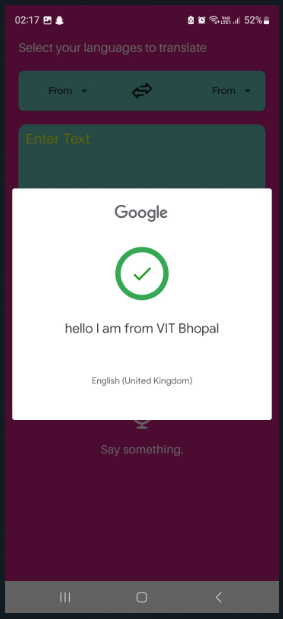 02:17
52%
Select your languages to translate
From
From
Enter Text
Google
hello I am from VIT Bhopal
English (United Kingdom)
Say something.